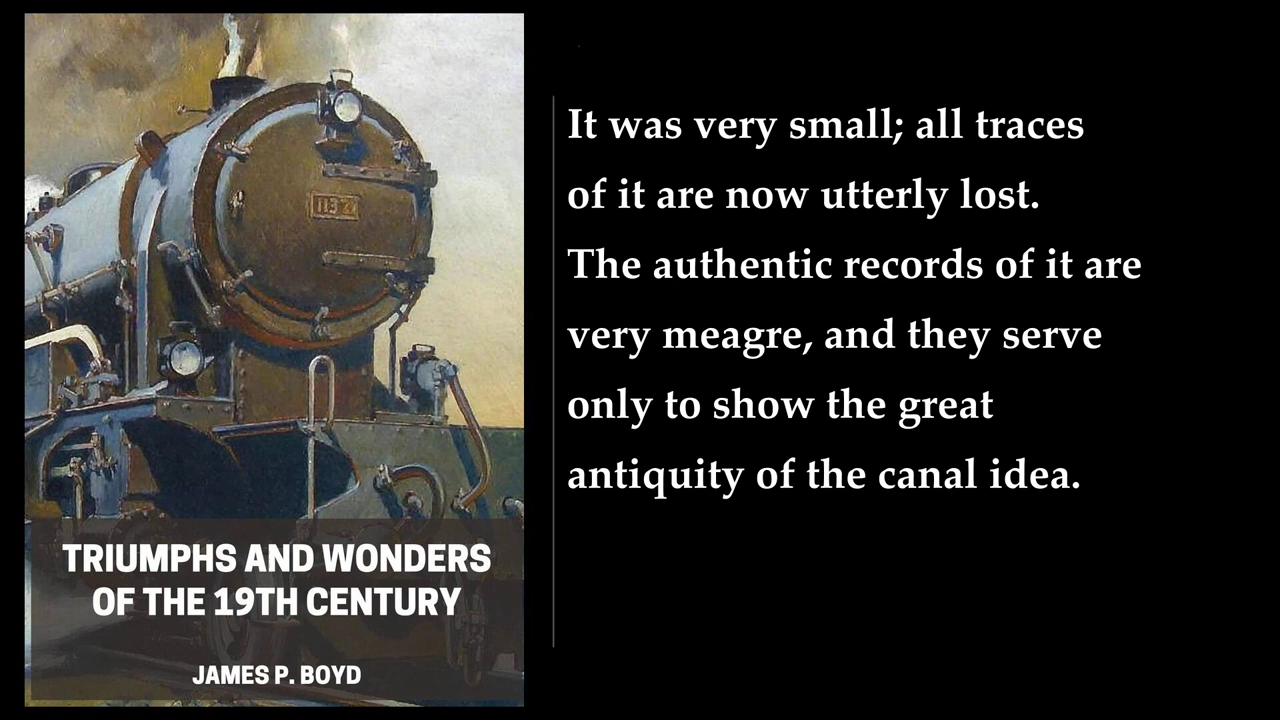 It was very small; all traces
of it are now utterly lost.
The authentic records of it are
very meagre, and they serve
only to show the great
antiquity of the canal idea.
TRIUMPHS AND WONDERS
OF THE 19TH CENTURY
JAMES P. BOYD